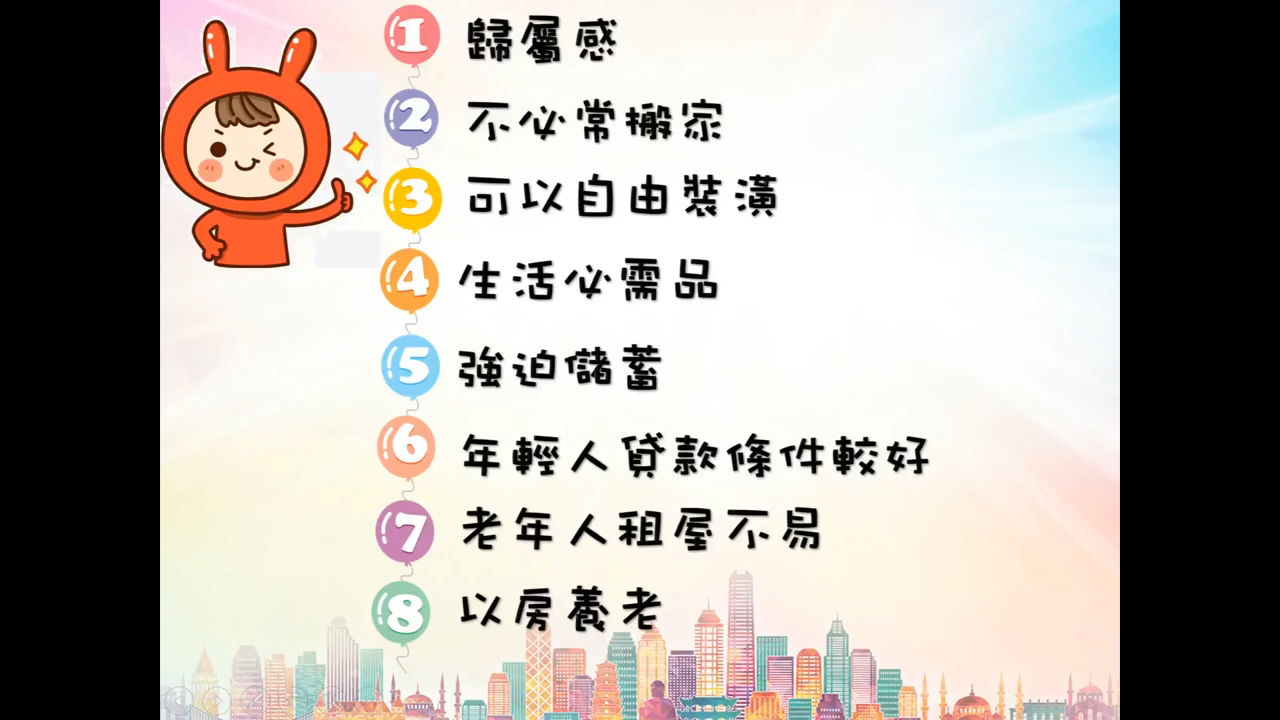 1 歸屬感
2 不必常搬家
3 可以自由裝潢
4 生活必需品
5 強迫儲蓄
6 年輕人貸款條件較好
7 老年人租屋不易
8 以房養老